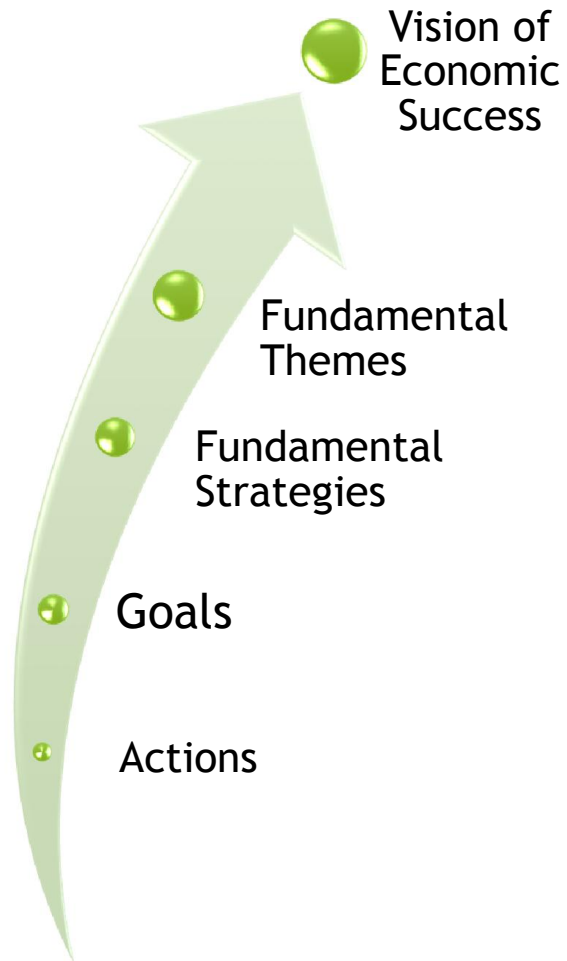 Vision of
Economic
Success
Fundamental
Themes
Fundamental
Strategies
Goals
Actions